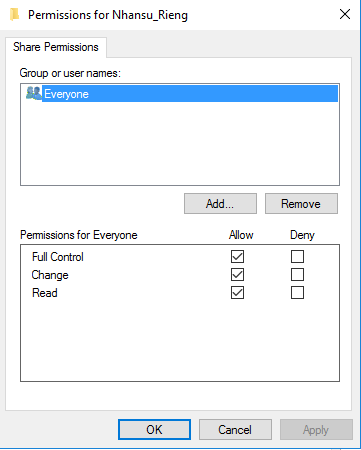 Permissions for Nhansu_Rieng
Share Permissions
Group or user names:
Everyone
Add...
Remove
Permissions for Everyone Allow Deny
Full Control
Change
Read
OK
Cancel
Apply